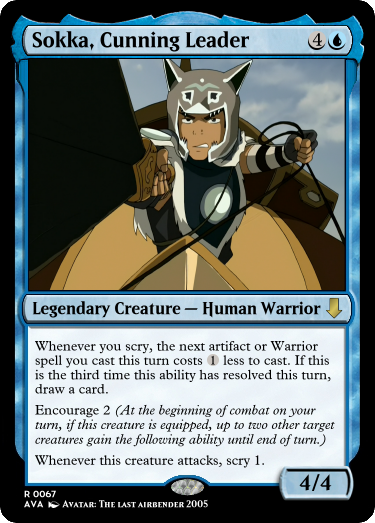 Sokka, Cunning Leader 4
Legendary Creature — Human Warrior
Whenever you scry, the next artifact or Warrior
spell you cast this turn costs 1 less to cast. If this
is the third time this ability has resolved this turn,
draw a card.
Encourage 2 (At the beginning of combat on your
turn, if this creature is equipped, up to two other target
creatures gain the following ability until end of turn.)
Whenever this creature attacks, scry 1.
4/4
R 0067
AVA Avatar: The last airbender 2005